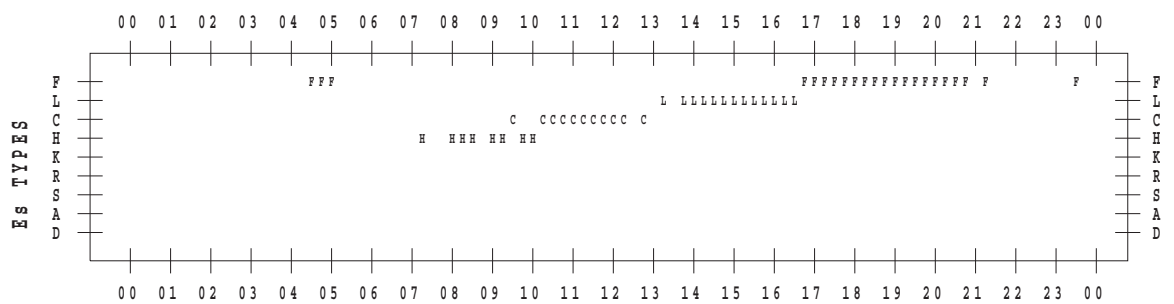 00 01 02 03 04 05 06 07 08 09 10 11 12 13 14 15 16 17 18 19 20 21 22 23 00
Es TYPES
F FFF FFFFFFFFFFFFFFFFF F F F
L L LLLLLLLLLLLL L
C C CCCCCCCCC C C
H H HHH HH HH H
K K
R R
S S
A A
D D
00 01 02 03 04 05 06 07 08 09 10 11 12 13 14 15 16 17 18 19 20 21 22 23 00